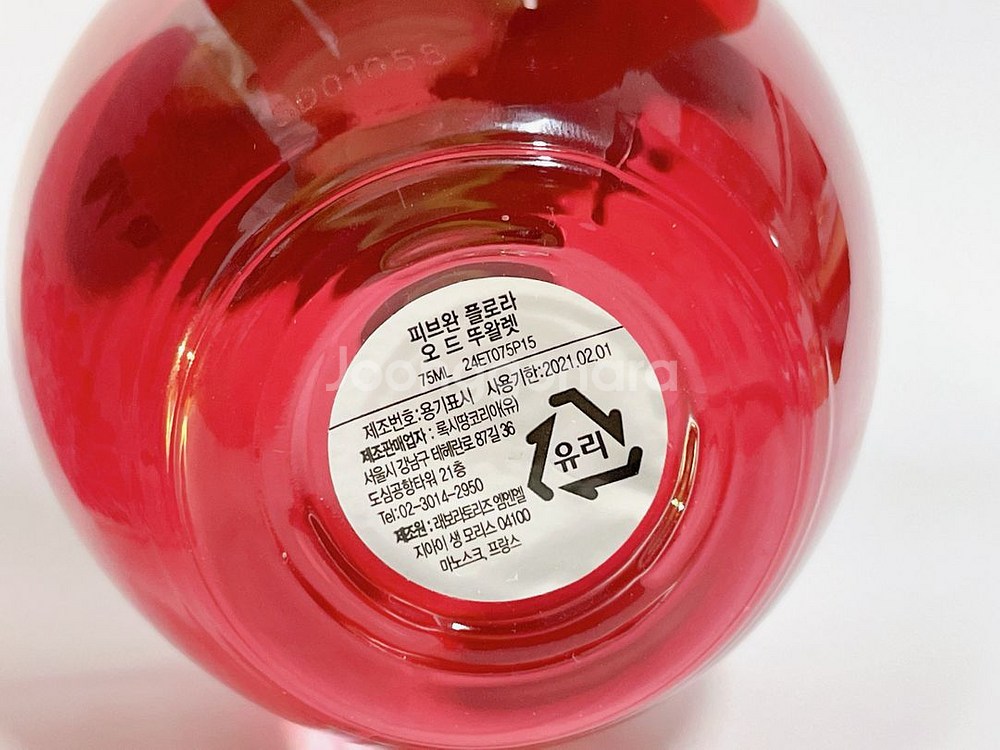 피브완 플로라
오 드 뚜왈렛
75ML 24ET075P15
제조번호:용기표시 사용기한:2021.02.01
제조판매업자 : 록시땅코리아(유)
서울시 강남구 테헤란로 87길 36
도심공항타워 21층
Tel:02-3014-2950
제조원 : 래보라토리즈 엠앤엘
지아이 생 모리스 04100
마노스크, 프랑스
유리